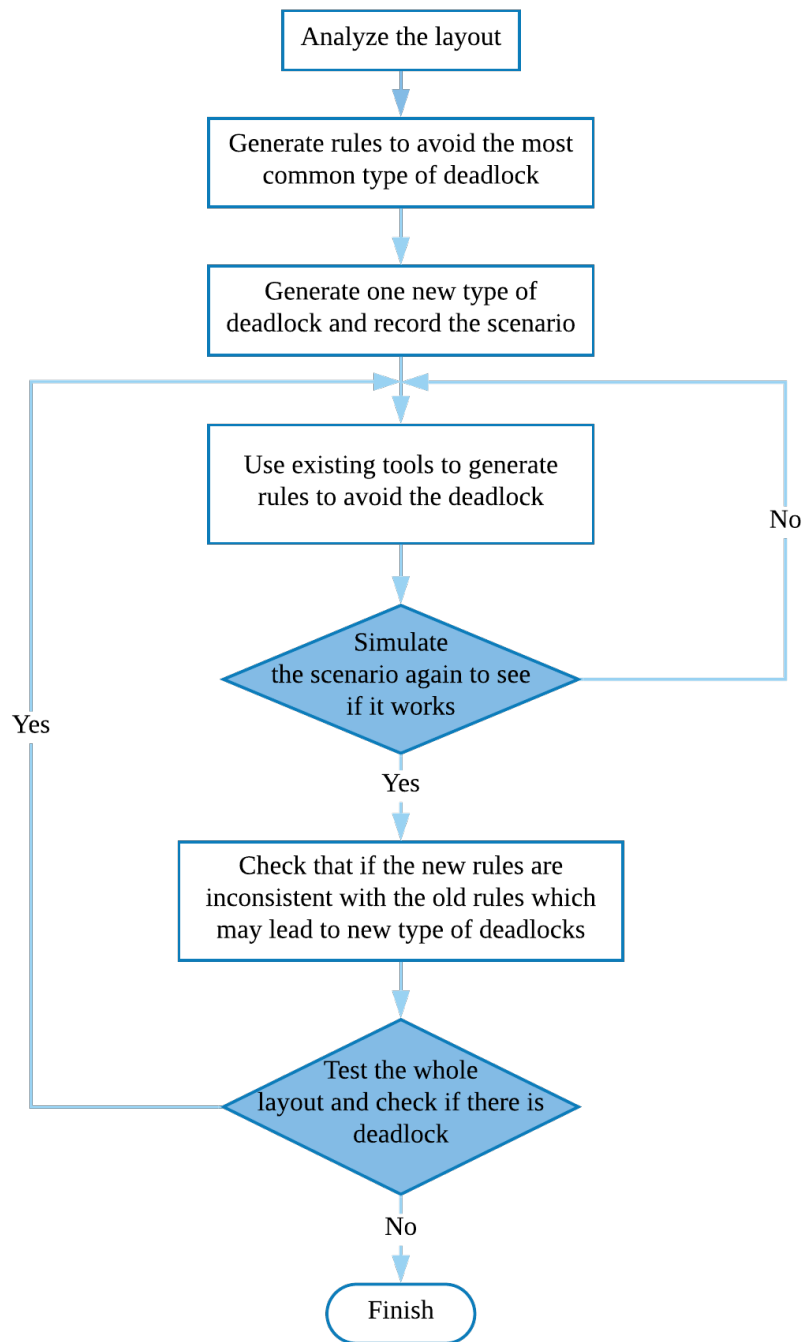 Analyze the layout
Generate rules to avoid the most
common type of deadlock
Generate one new type of
deadlock and record the scenario
Use existing tools to generate
rules to avoid the deadlock
No
Simulate
the scenario again to see
if it works
Yes
Yes
Check that if the new rules are
inconsistent with the old rules which
may lead to new type of deadlocks
Test the whole
layout and check if there is
deadlock
No
Finish